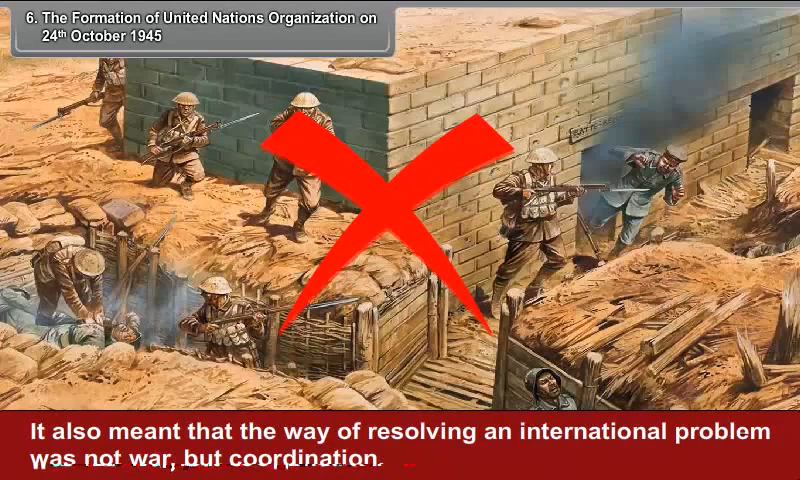 6. The Formation of United Nations Organization on
24th October 1945
It also meant that the way of resolving an international problem
was not war, but coordination.